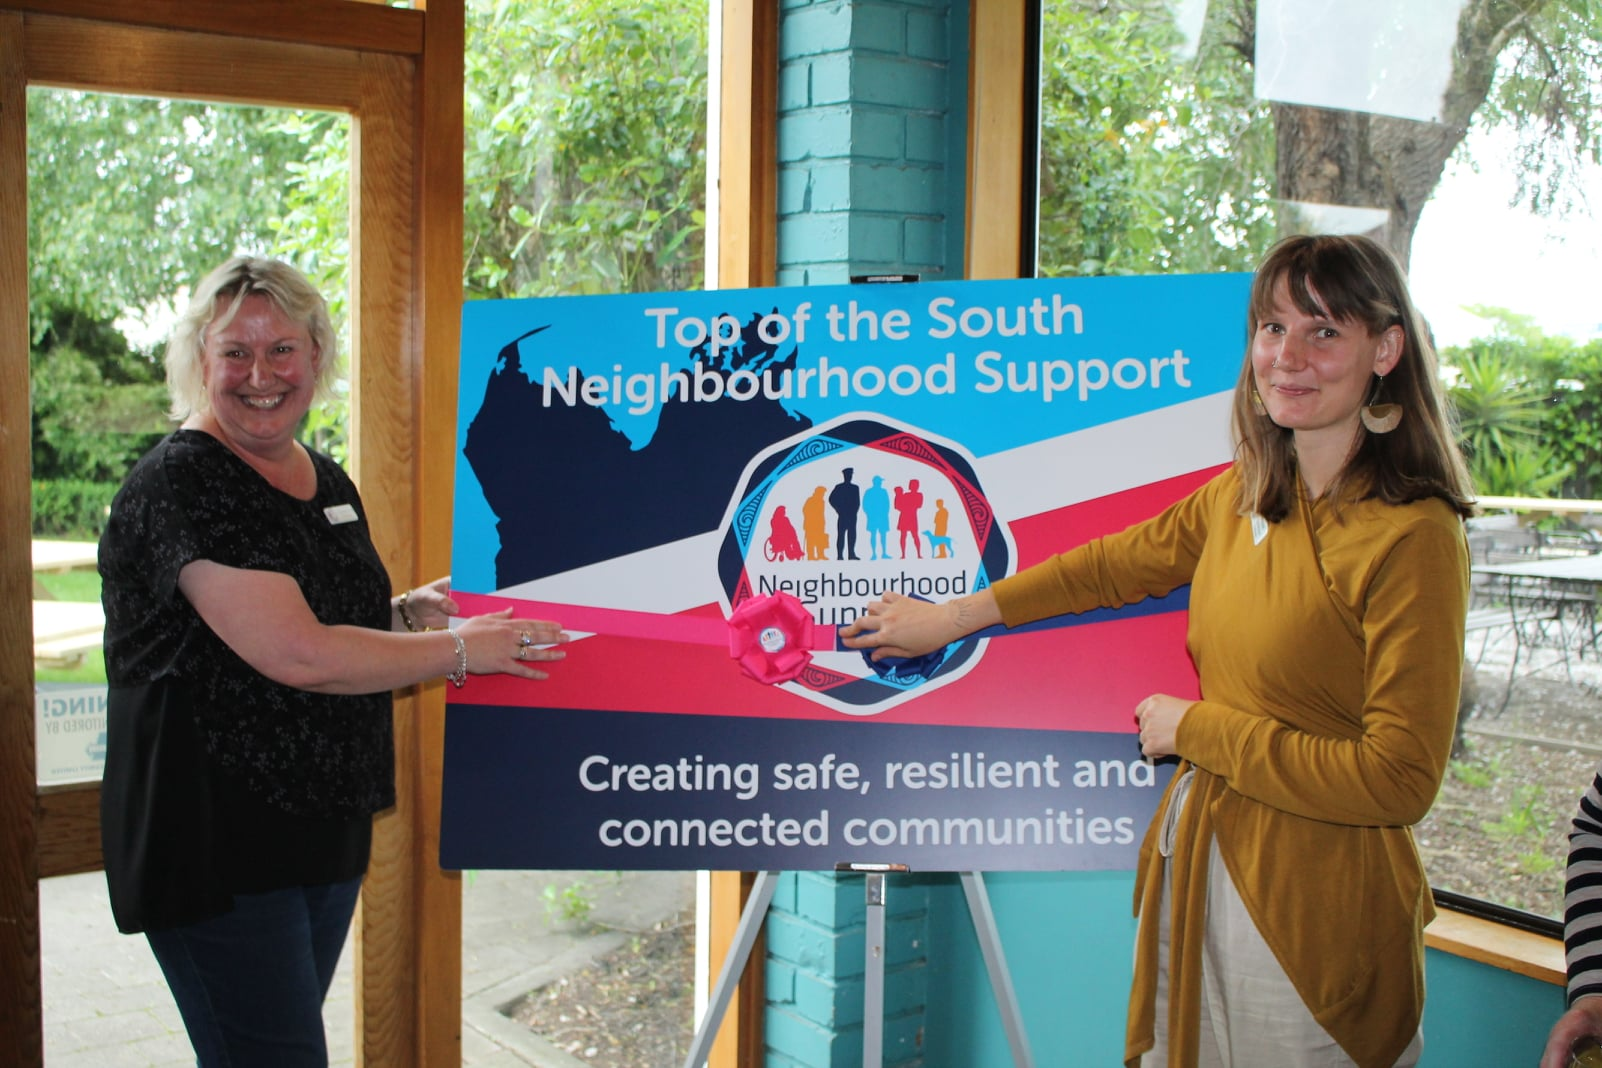 Top of the South
Neighbourhood Support
Neighbourhood
Creating safe, resilient and
connected communities